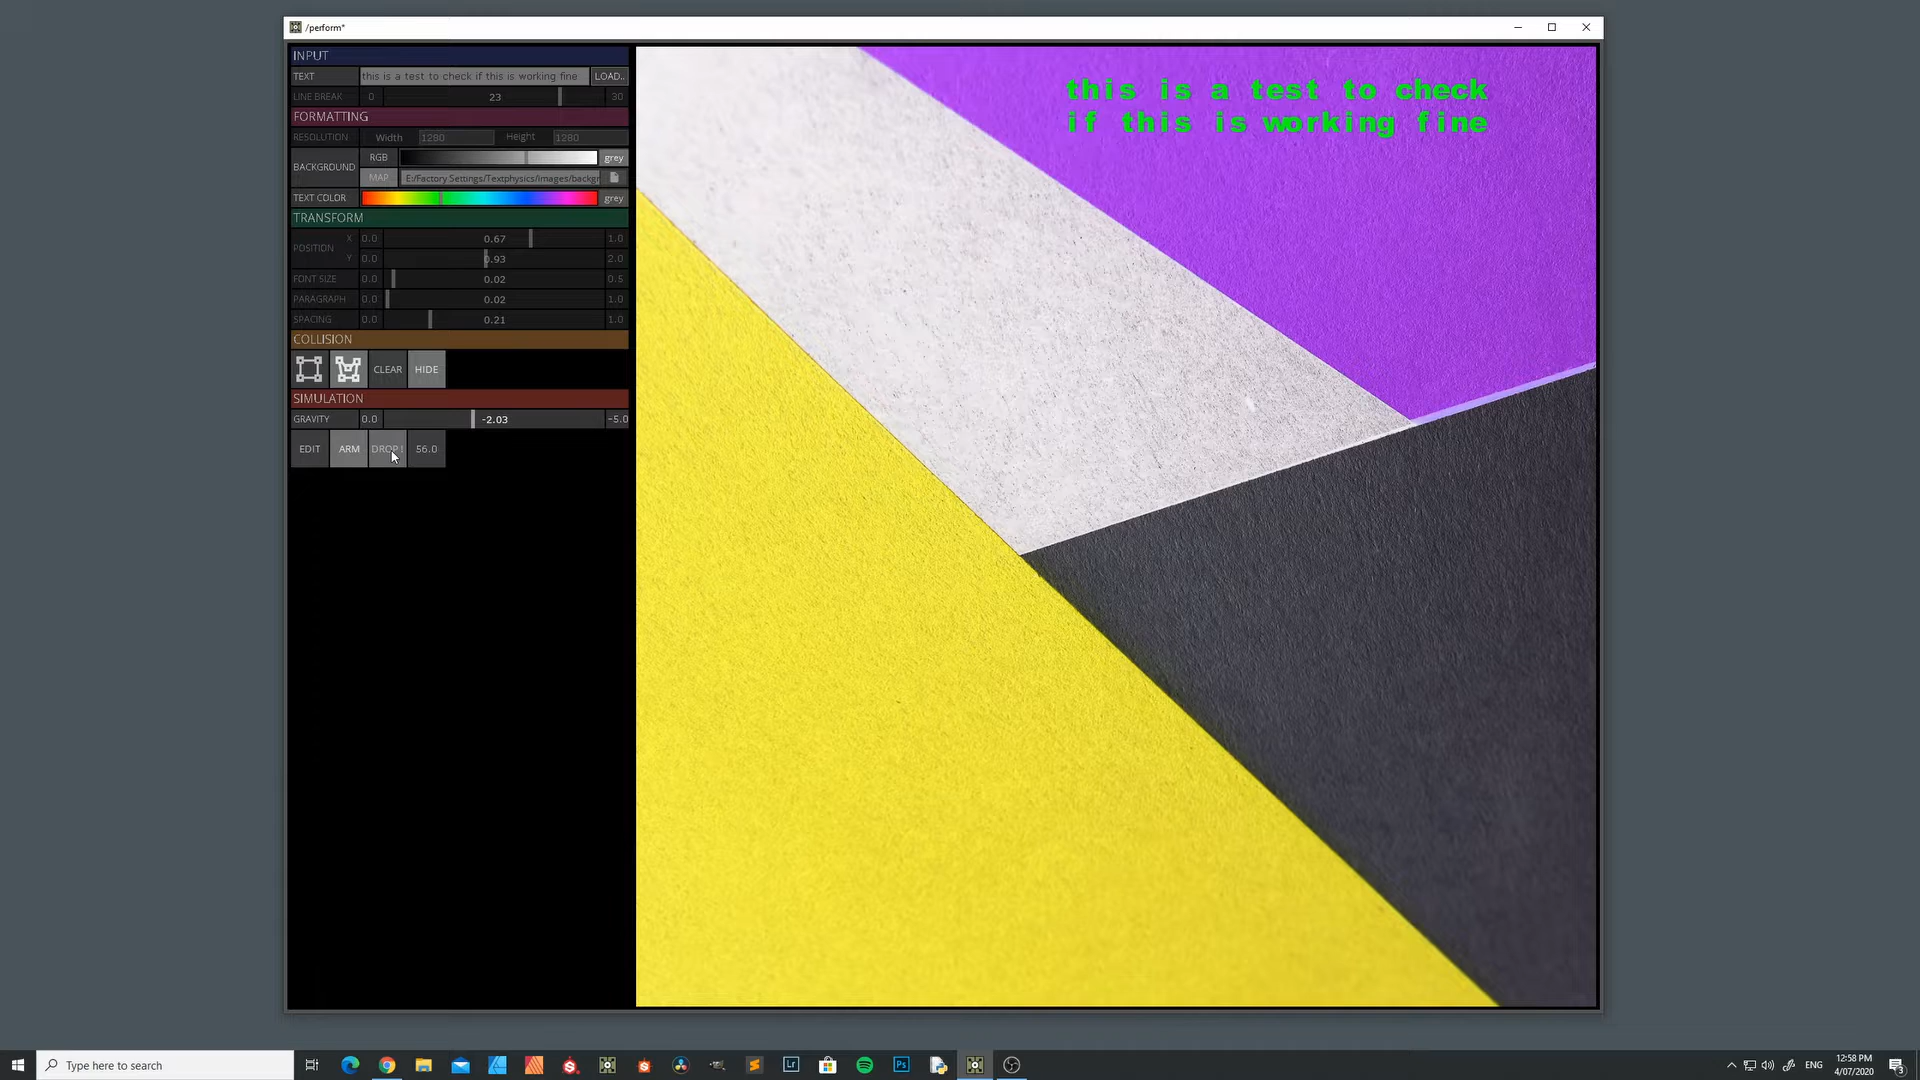 /perform*
INPUT
TEXT this is a test to check if this is working fine LOAD..
LINE BREAK 0 23 30
FORMATTING
RESOLUTION Width 1280 Height 1280
BACKGROUND RGB grey
MAP E:/Factory Settings/Textphysics/Images/backgr
TEXT COLOR grey
TRANSFORM
POSITION X 0.0 0.67 1.0
Y 0.0 0.93 2.0
FONT SIZE 0.0 0.02 0.5
PARAGRAPH 0.0 0.02 1.0
SPACING 0.0 0.21 1.0
COLLISION
CLEAR HIDE
SIMULATION
GRAVITY 0.0 -2.03 -5.0
EDIT ARM DROP! 56.0
this is a test to check
if this is working fine
Type here to search
Lr
Ps
ENG
12:58 PM
4/07/2020
3